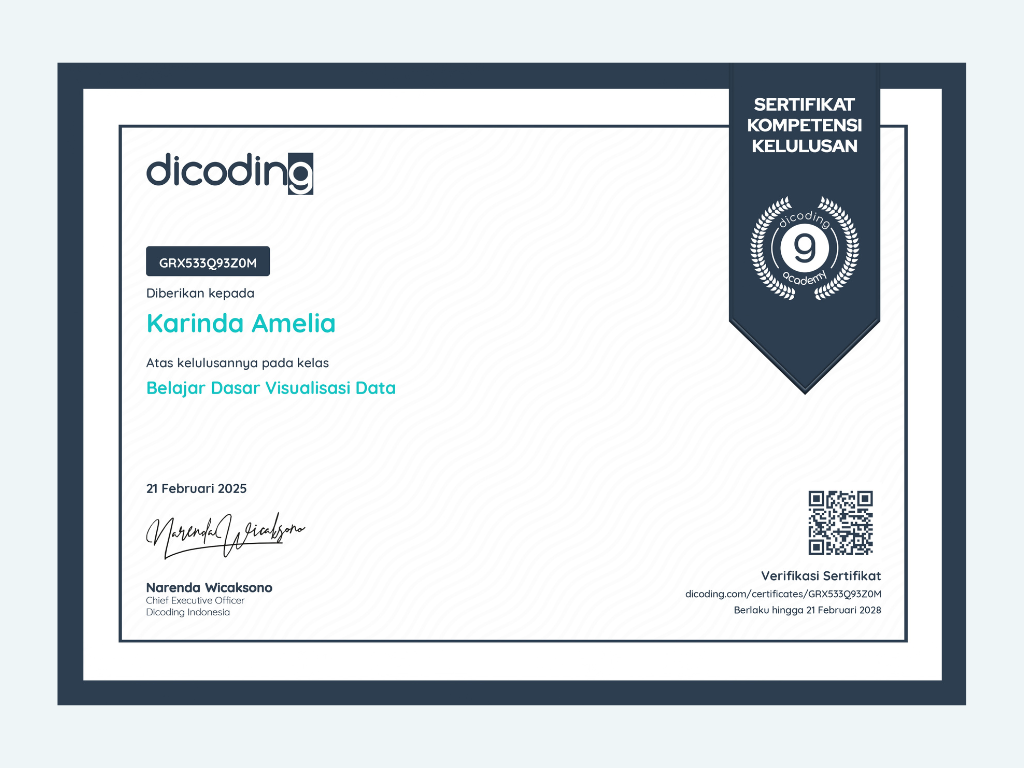 SERTIFIKAT
KOMPETENSI
KELULUSAN
dicoding
dicoding
9
academy
GRX533Q93Z0M
Diberikan kepada
Karinda Amelia
Atas kelulusannya pada kelas
Belajar Dasar Visualisasi Data
21 Februari 2025
Narenda Wicaksono
Narenda Wicaksono
Chief Executive Officer
Dicoding Indonesia
Verifikasi Sertifikat
dicoding.com/certificates/GRX533Q93Z0M
Berlaku hingga 21 Februari 2028